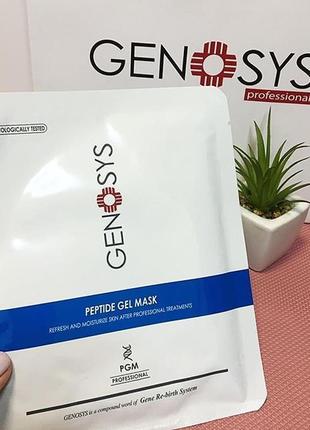 GENOSYS
professional
OLOGICALLY TESTED
GENOSYS
PEPTIDE GEL MASK
REFRESH AND MOISTURIZE SKIN AFTER PROFESSIONAL TREATMENTS
PGM
PROFESSIONAL
GENOSYS is a compound word of Gene Re-birth System